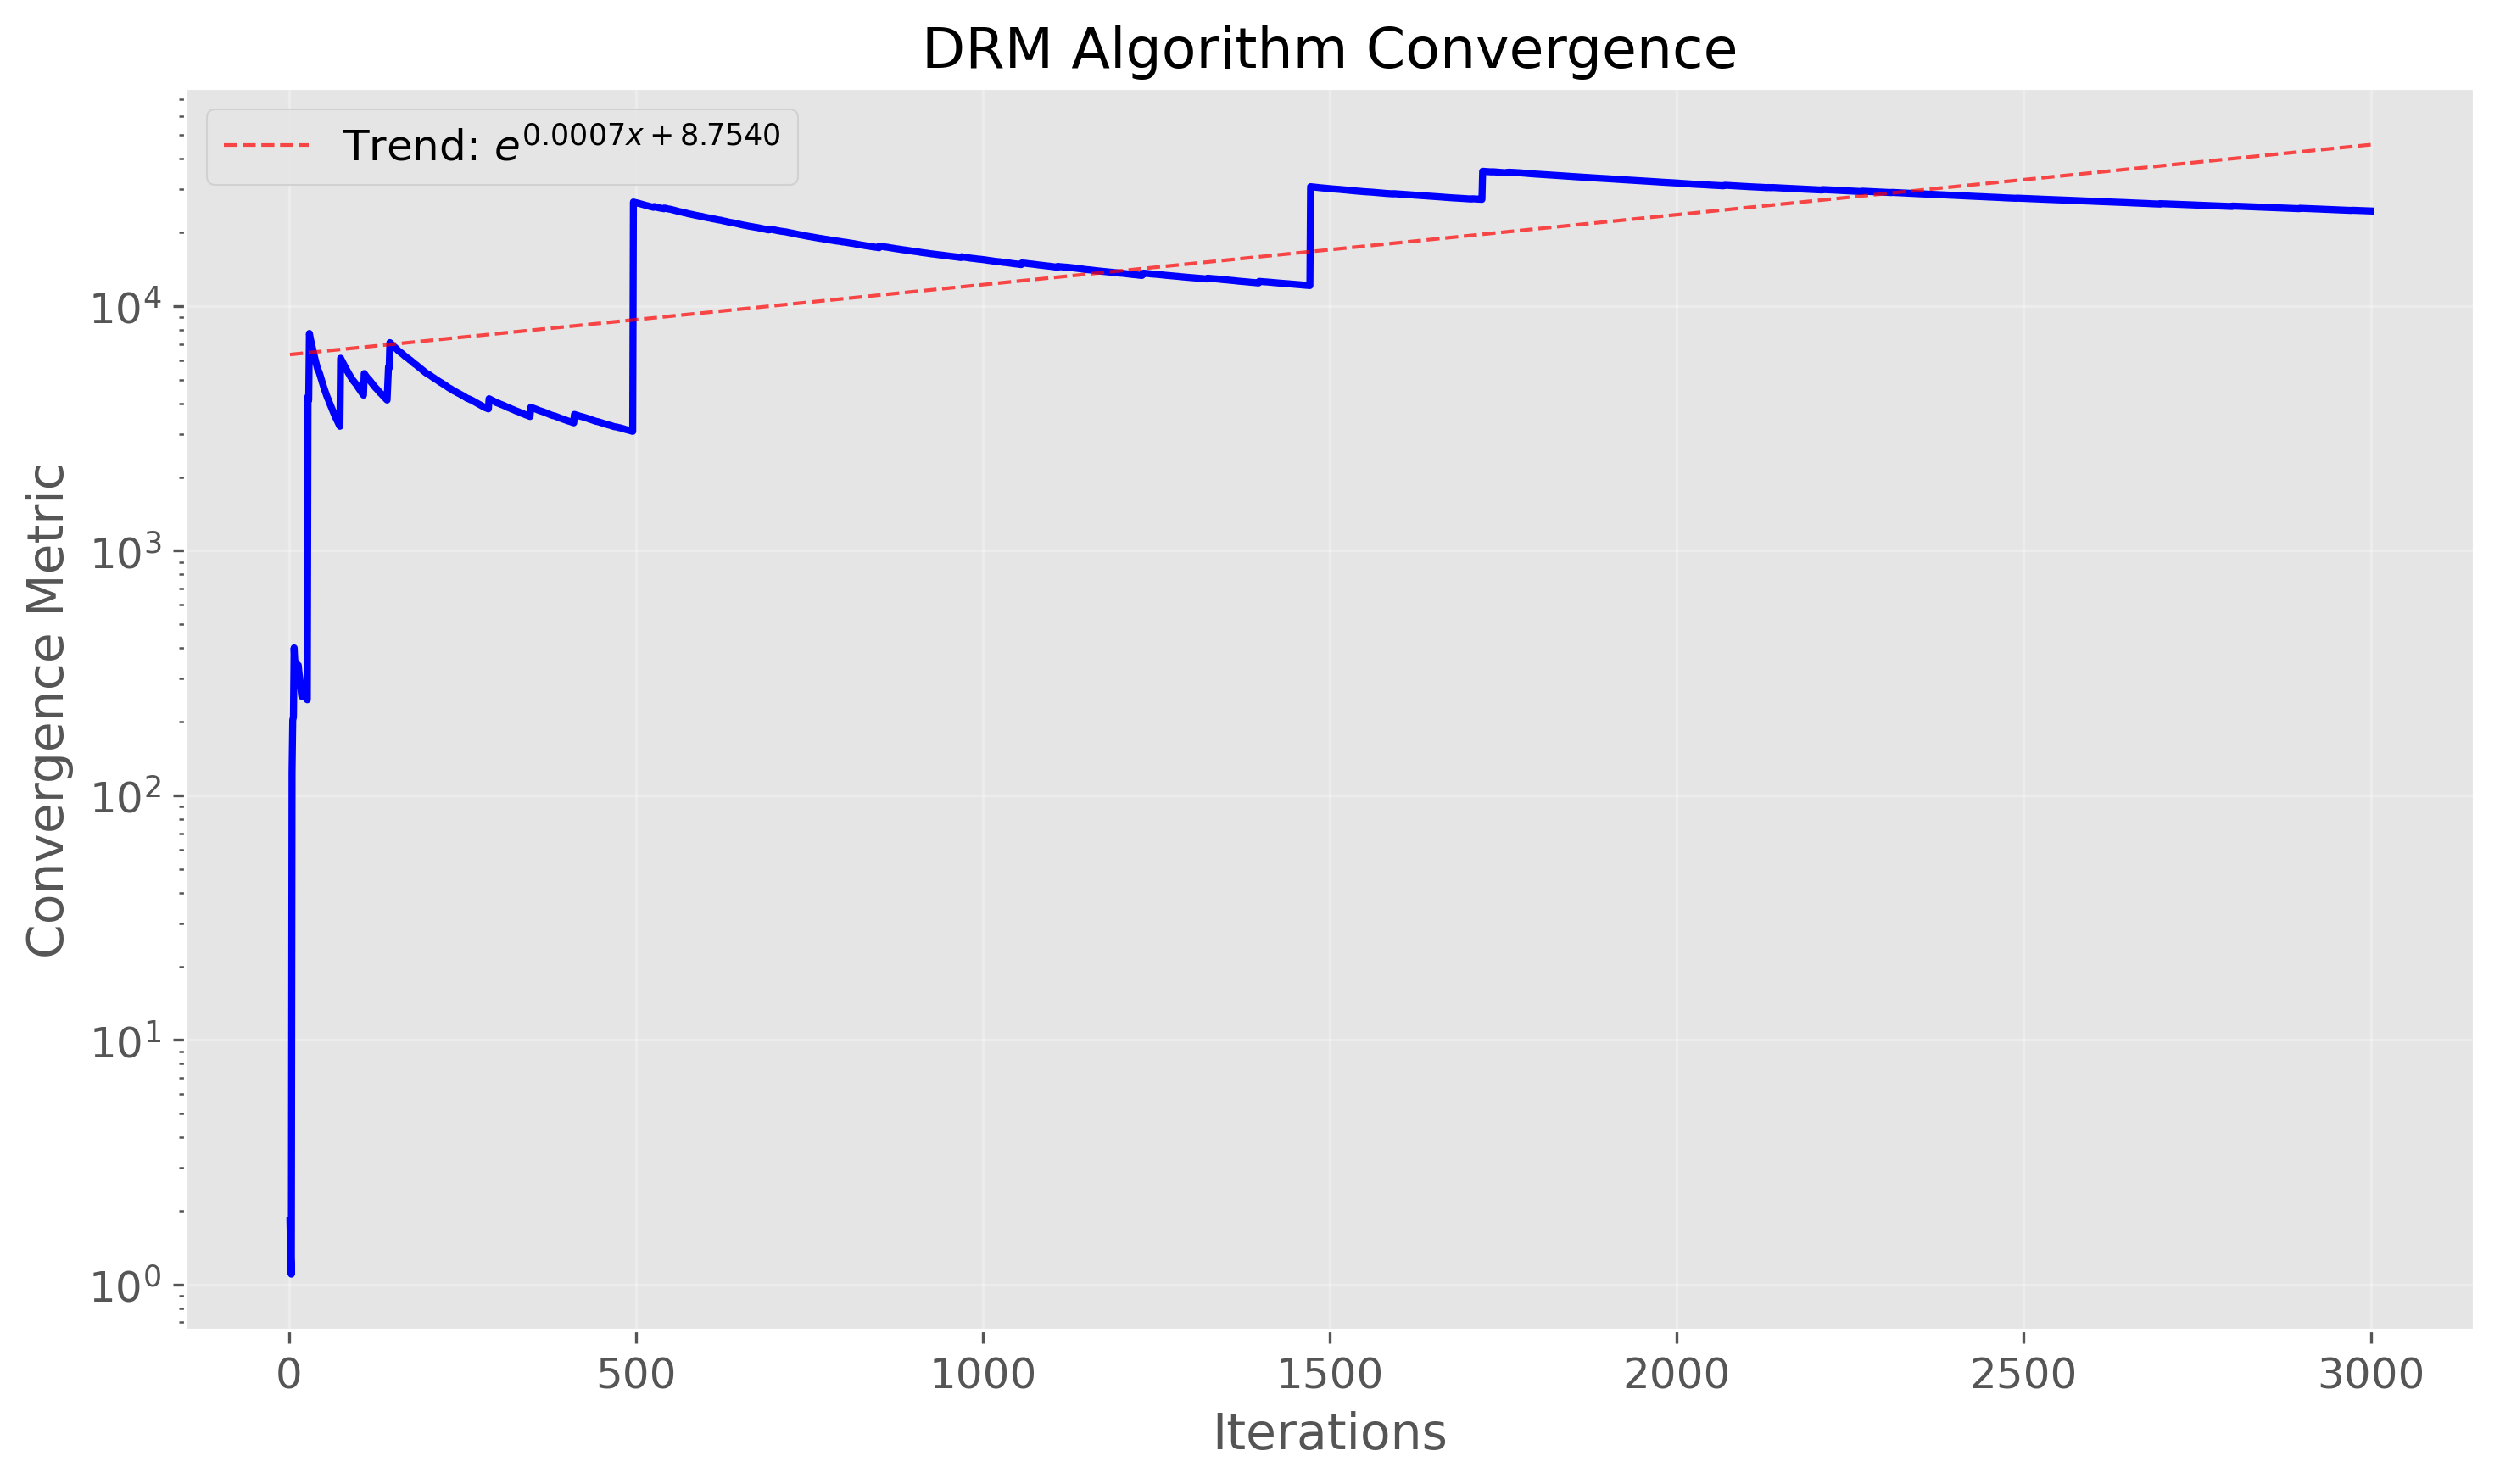 DRM Algorithm Convergence
Trend: e^{0.0007x + 8.7540}
Convergence Metric
10^4
10^3
10^2
10^1
10^0
0 500 1000 1500 2000 2500 3000
Iterations